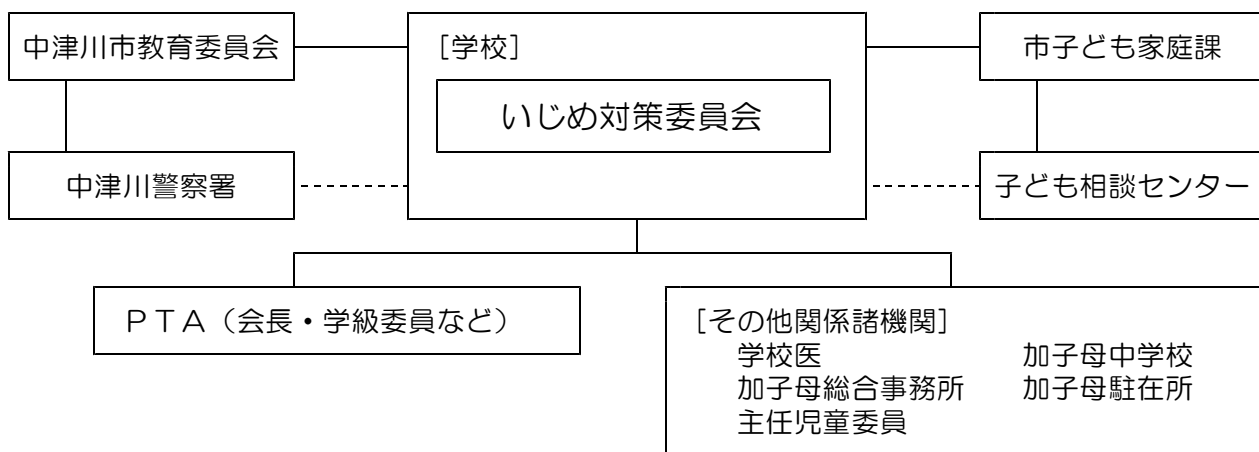 中津川市教育委員会
[学校]
いじめ対策委員会
市子ども家庭課
中津川警察署
子ども相談センター
ＰＴＡ（会長・学級委員など）
[その他関係諸機関]
学校医 加子母中学校
加子母総合事務所 加子母駐在所
主任児童委員